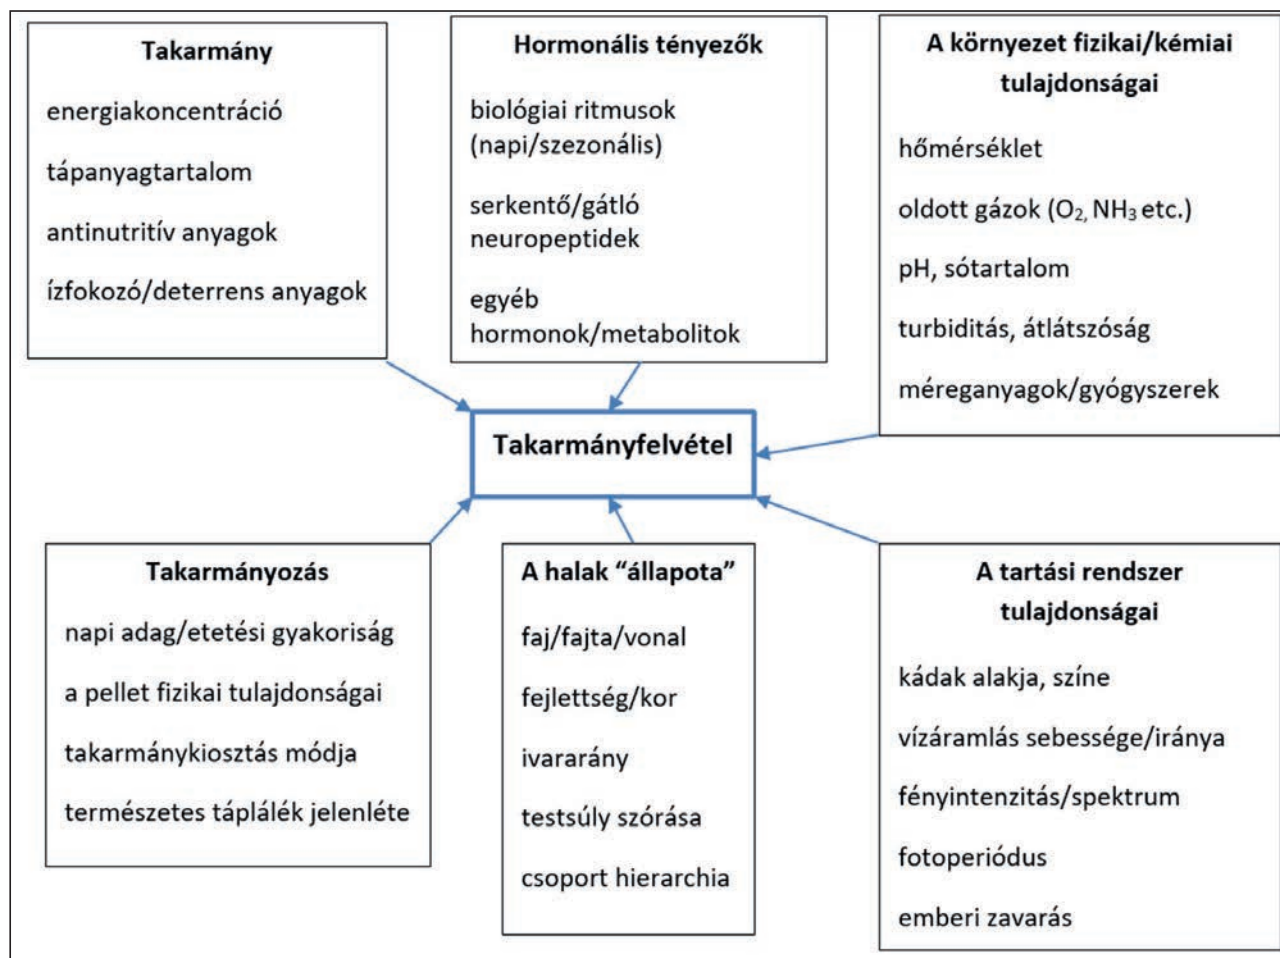 Takarmány
energiakoncentráció
tápanyagtartalom
antinutritív anyagok
ízfokozó/deterrens anyagok
Hormonális tényezők
biológiai ritmusok
(napi/szezonális)
serkentő/gátló
neuropeptidek
egyéb
hormonok/metabolitok
A környezet fizikai/kémiai
tulajdonságai
hőmérséklet
oldott gázok (O₂, NH₃ etc.)
pH, sótartalom
turbiditás, átlátszóság
méreganyagok/gyógyszerek
Takarmányfelvétel
Takarmányozás
napi adag/etetési gyakoriság
a pellet fizikai tulajdonságai
takarmánykiosztás módja
természetes táplálék jelenléte
A halak “állapota”
faj/fajta/vonal
fejlettség/kor
ivararány
testsúly szórása
csoport hierarchia
A tartási rendszer
tulajdonságai
kádak alakja, színe
vízáramlás sebessége/iránya
fényintenzitás/spektrum
fotoperiódus
emberi zavarás